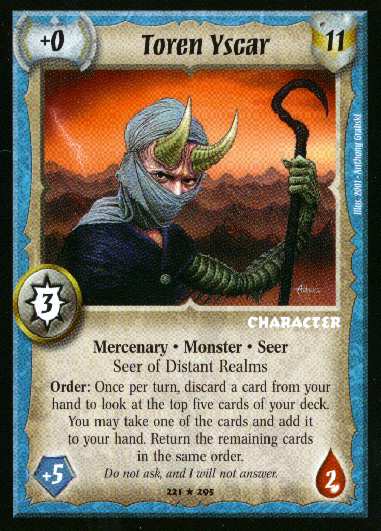 +0
Toren Yscar
11
Illus. 2001 - Anthony Grabski
3
CHARACTER
Mercenary • Monster • Seer
Seer of Distant Realms
Order: Once per turn, discard a card from your
hand to look at the top five cards of your deck.
You may take one of the cards and add it
to your hand. Return the remaining cards
in the same order.
Do not ask, and I will not answer.
+5
221 ★ 295
2